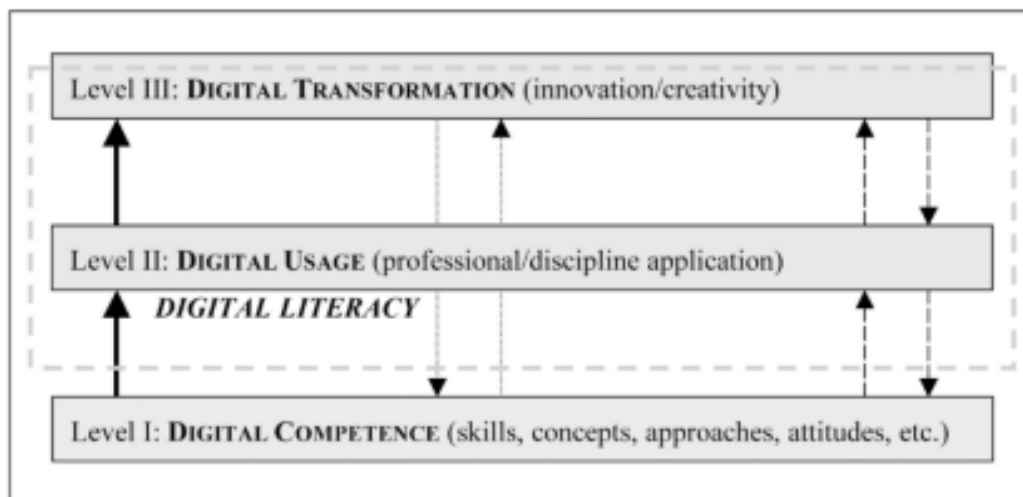 Level III: DIGITAL TRANSFORMATION (innovation/creativity)
Level II: DIGITAL USAGE (professional/discipline application)
DIGITAL LITERACY
Level I: DIGITAL COMPETENCE (skills, concepts, approaches, attitudes, etc.)